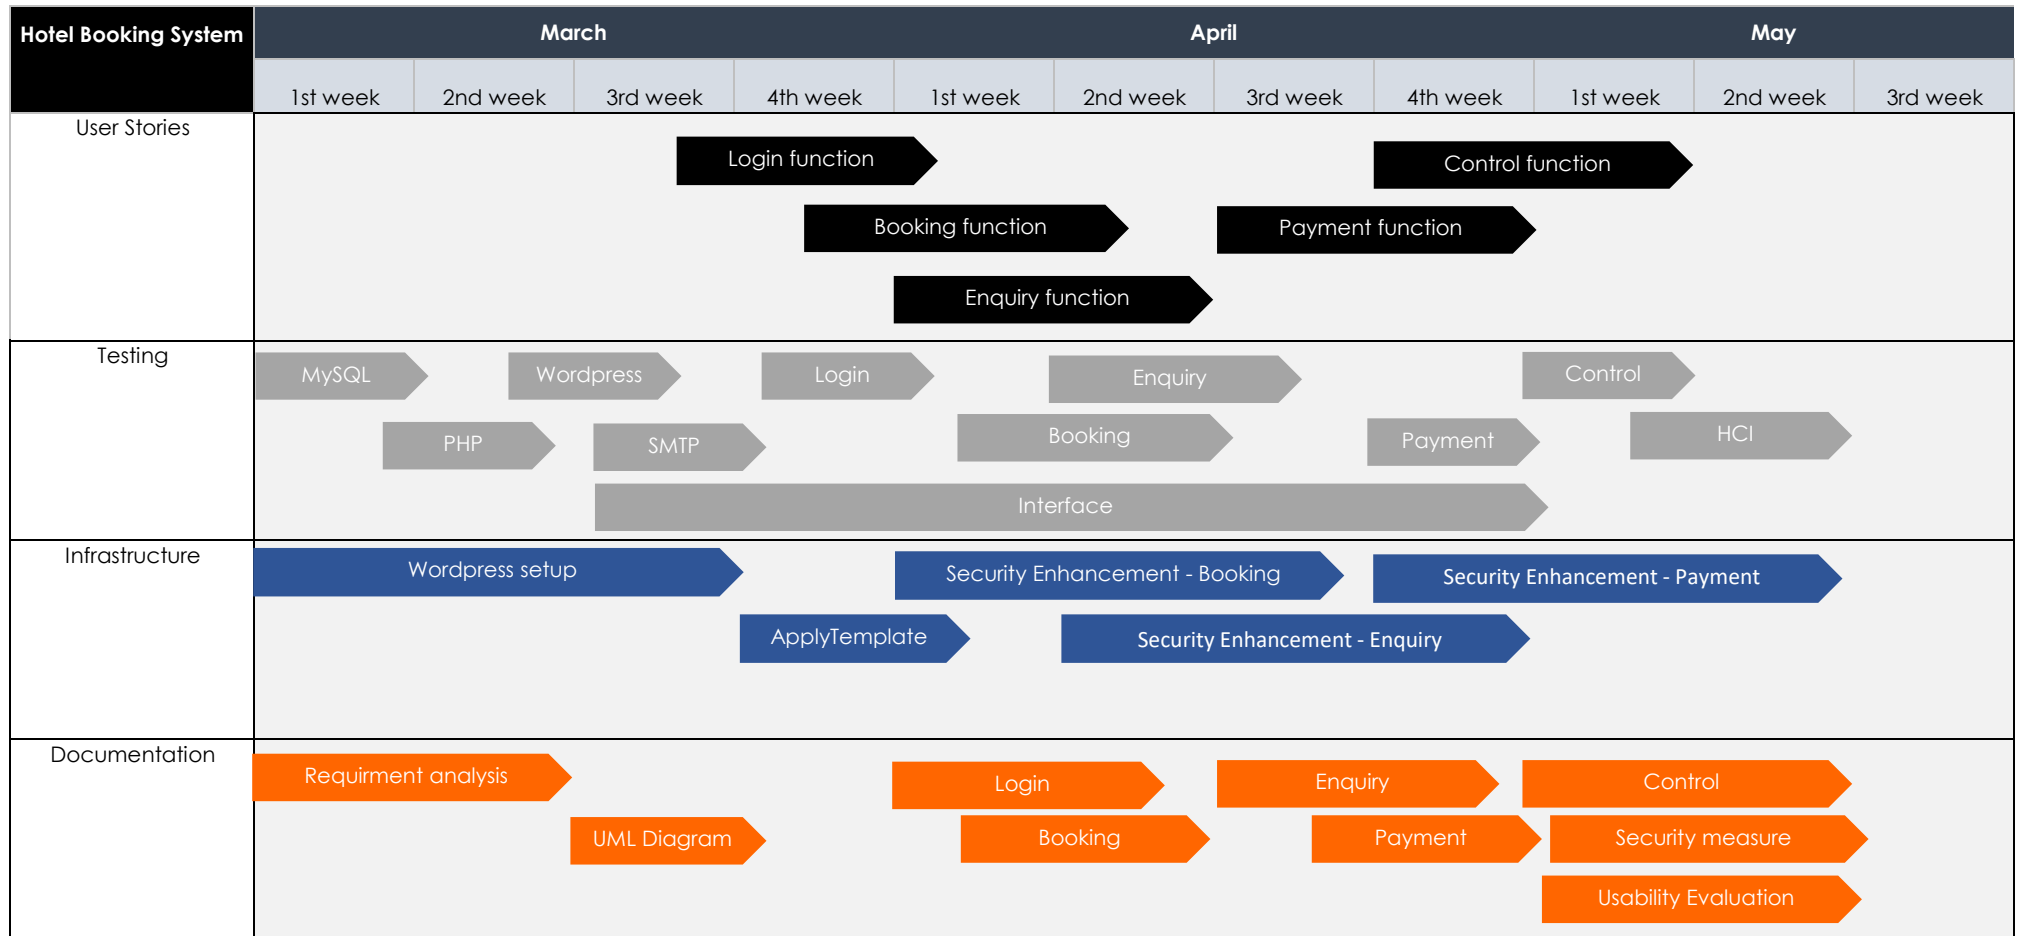 Hotel Booking System
March
April
May
1st week
2nd week
3rd week
4th week
1st week
2nd week
3rd week
4th week
1st week
2nd week
3rd week
User Stories
Login function
Control function
Booking function
Payment function
Enquiry function
Testing
MySQL
Wordpress
Login
Enquiry
Control
PHP
SMTP
Booking
Payment
HCI
Interface
Infrastructure
Wordpress setup
Security Enhancement - Booking
Security Enhancement - Payment
ApplyTemplate
Security Enhancement - Enquiry
Documentation
Requirment analysis
Login
Enquiry
Control
UML Diagram
Booking
Payment
Security measure
Usability Evaluation